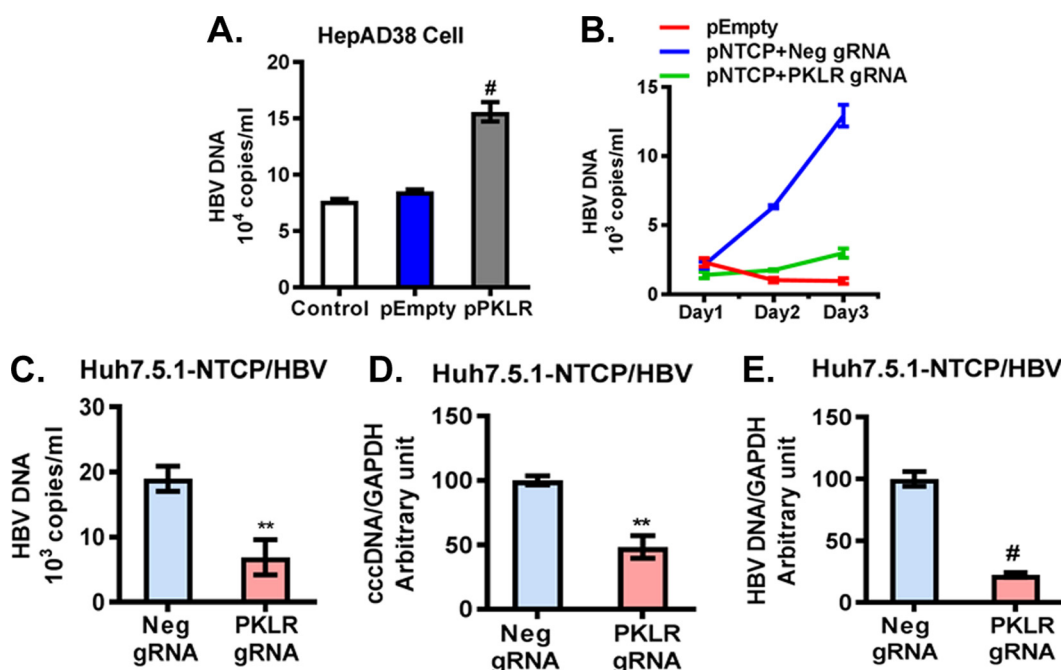 A.
HepAD38 Cell
HBV DNA
10⁴ copies/ml
20
15
10
5
0
#
Control pEmpty pPKLR
B.
pEmpty
pNTCP+Neg gRNA
pNTCP+PKLR gRNA
HBV DNA
10³ copies/ml
15
10
5
0
Day1 Day2 Day3
C.
Huh7.5.1-NTCP/HBV
HBV DNA
10³ copies/ml
30
20
10
0
**
Neg PKLR
gRNA gRNA
D.
Huh7.5.1-NTCP/HBV
cccDNA/GAPDH
Arbitrary unit
150
100
50
0
**
Neg PKLR
gRNA gRNA
E.
Huh7.5.1-NTCP/HBV
HBV DNA/GAPDH
Arbitrary unit
150
100
50
0
#
Neg PKLR
gRNA gRNA